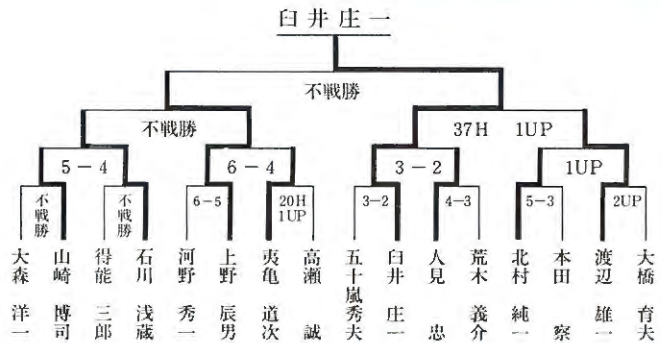 臼井庄一
不戦勝
不戦勝
37H 1UP
5－4
6－4
3－2
1UP
不戦勝
不戦勝
6－5
20H
1UP
3－2
4－3
5－3
2UP
大森洋一
山崎博司
得能三郎
石川浅蔵
河野秀一
上野辰男
夷亀道次
高瀬誠
五十嵐秀夫
臼井庄一
人見忠
荒木義介
北村純一
本田察
渡辺雄一
大橋育夫